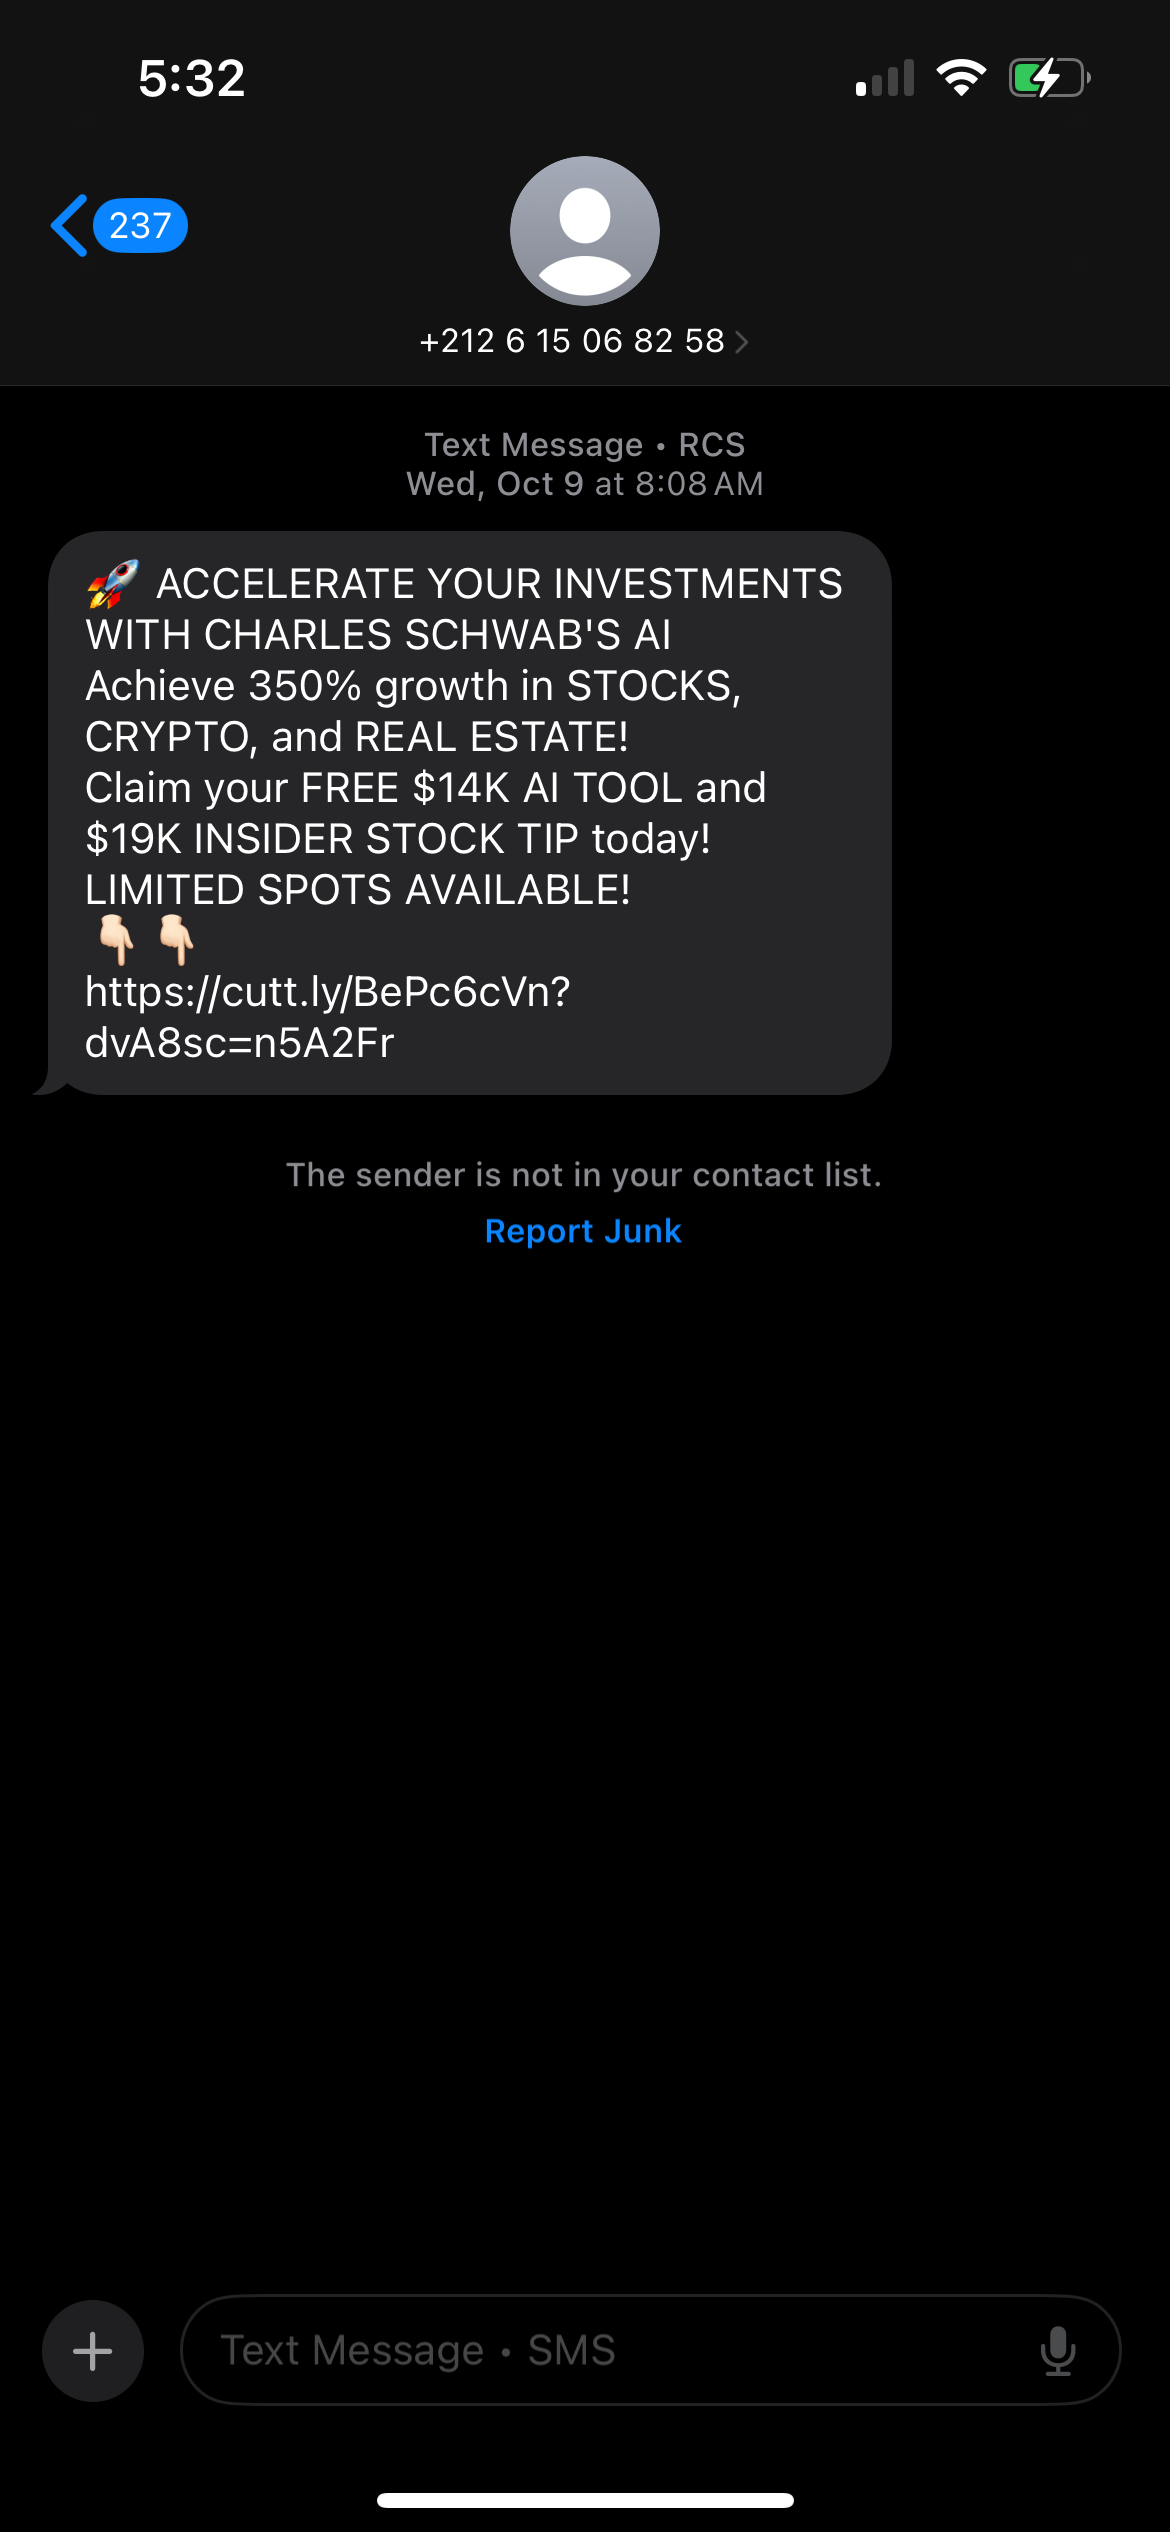 5:32
237
+212 6 15 06 82 58
Text Message • RCS
Wed, Oct 9 at 8:08 AM
🚀 ACCELERATE YOUR INVESTMENTS
WITH CHARLES SCHWAB'S AI
Achieve 350% growth in STOCKS,
CRYPTO, and REAL ESTATE!
Claim your FREE $14K AI TOOL and
$19K INSIDER STOCK TIP today!
LIMITED SPOTS AVAILABLE!
👇🏻 👇🏻
https://cutt.ly/BePc6cVn?
dvA8sc=n5A2Fr
The sender is not in your contact list.
Report Junk
Text Message • SMS